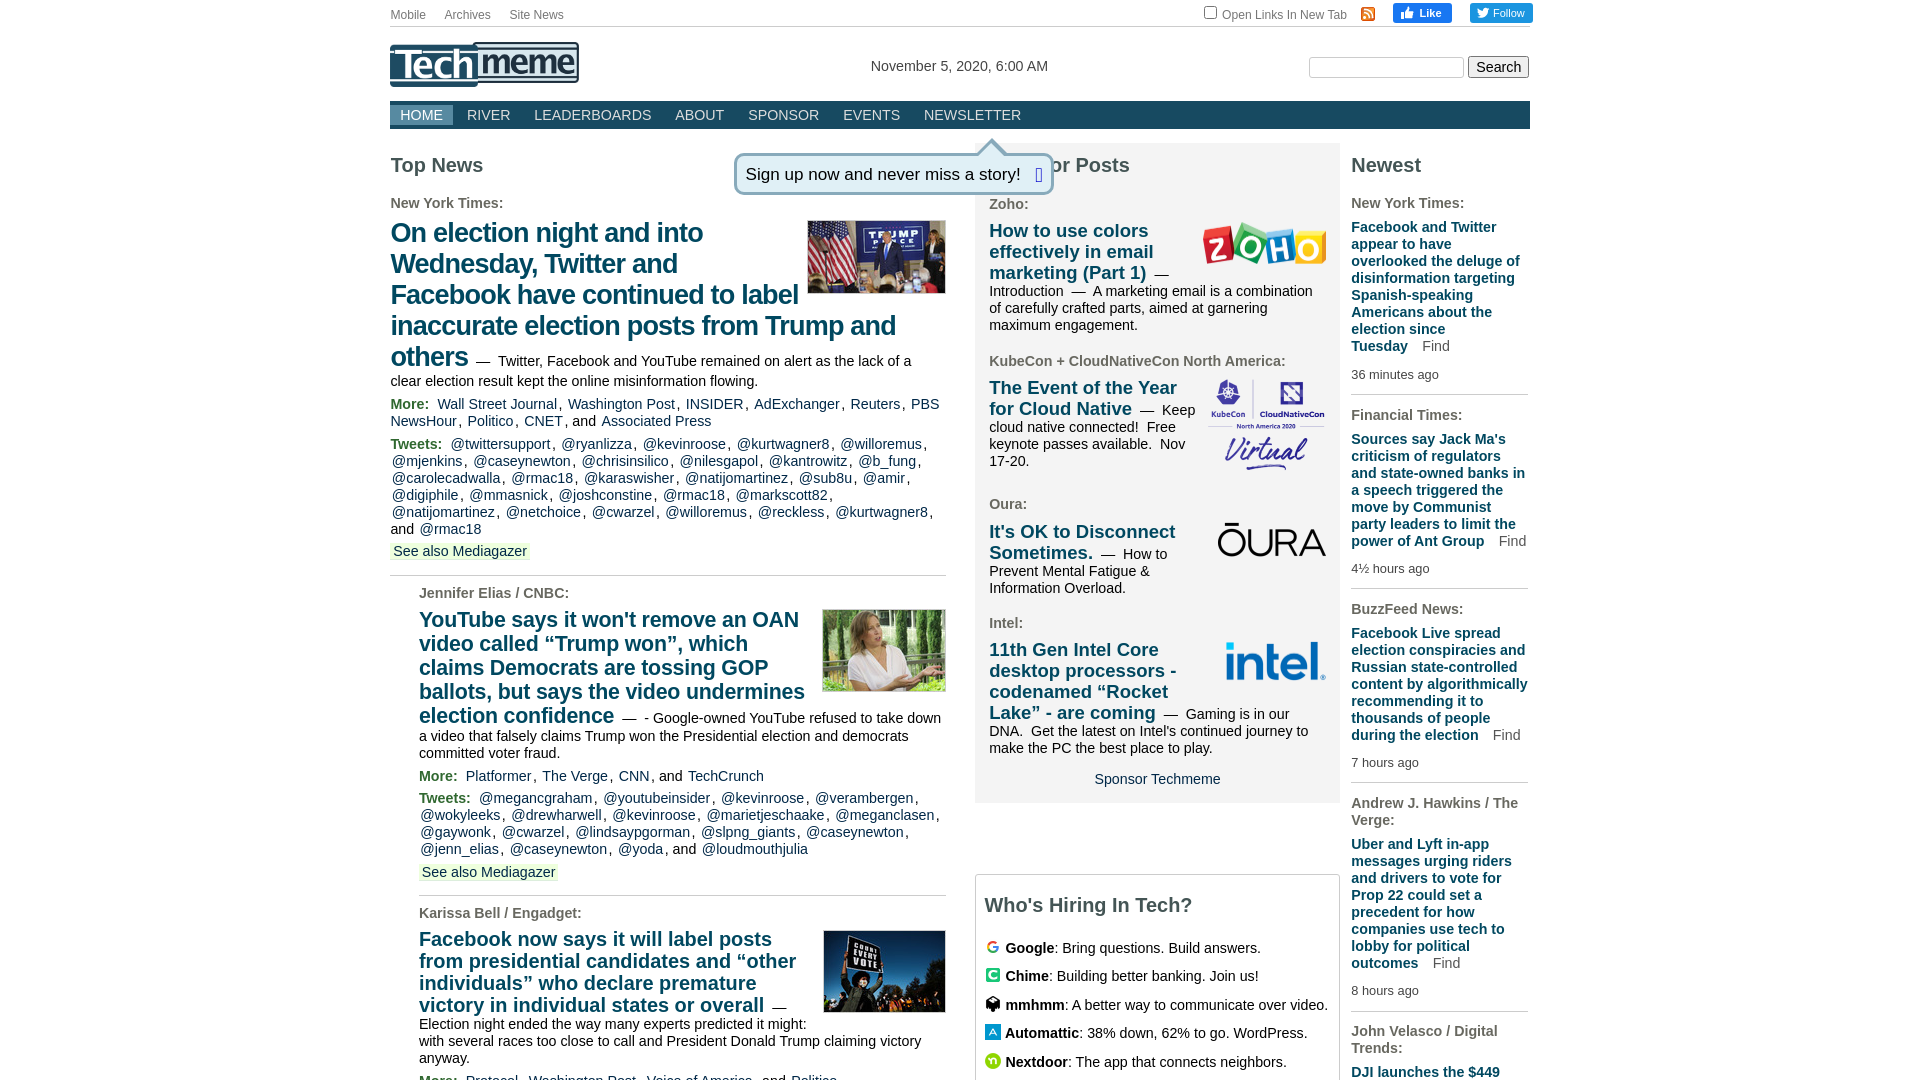 Mobile Archives Site News
Open Links In New Tab Like Follow
Techmeme
November 5, 2020, 6:00 AM
Search
HOME RIVER LEADERBOARDS ABOUT SPONSOR EVENTS NEWSLETTER
Sign up now and never miss a story!
Top News
New York Times:
TRUMP
PENCE
On election night and into
Wednesday, Twitter and
Facebook have continued to label
inaccurate election posts from Trump and
others — Twitter, Facebook and YouTube remained on alert as the lack of a
clear election result kept the online misinformation flowing.
More: Wall Street Journal, Washington Post, INSIDER, AdExchanger, Reuters, PBS
NewsHour, Politico, CNET, and Associated Press
Tweets: @twittersupport, @ryanlizza, @kevinroose, @kurtwagner8, @willoremus,
@mjenkins, @caseynewton, @chrisinsilico, @nilesgapol, @kantrowitz, @b_fung,
@carolecadwalla, @rmac18, @karaswisher, @natijomartinez, @sub8u, @amir,
@digiphile, @mmasnick, @joshconstine, @rmac18, @markscott82,
@natijomartinez, @netchoice, @cwarzel, @willoremus, @reckless, @kurtwagner8,
and @rmac18
See also Mediagazer
Jennifer Elias / CNBC:
YouTube says it won't remove an OAN
video called “Trump won”, which
claims Democrats are tossing GOP
ballots, but says the video undermines
election confidence — - Google-owned YouTube refused to take down
a video that falsely claims Trump won the Presidential election and democrats
committed voter fraud.
More: Platformer, The Verge, CNN, and TechCrunch
Tweets: @megancgraham, @youtubeinsider, @kevinroose, @verambergen,
@wokyleeks, @drewharwell, @kevinroose, @marietjeschaake, @meganclasen,
@gaywonk, @cwarzel, @lindsaypgorman, @slpng_giants, @caseynewton,
@jenn_elias, @caseynewton, @yoda, and @loudmouthjulia
See also Mediagazer
Karissa Bell / Engadget:
COUNT
EVERY
VOTE
Facebook now says it will label posts
from presidential candidates and “other
individuals” who declare premature
victory in individual states or overall —
Election night ended the way many experts predicted it might:
with several races too close to call and President Donald Trump claiming victory
anyway.
More: Protocol, Washington Post, Voice of America, and Politico
or Posts
Zoho:
ZOHO
How to use colors
effectively in email
marketing (Part 1) —
Introduction — A marketing email is a combination
of carefully crafted parts, aimed at garnering
maximum engagement.
KubeCon + CloudNativeCon North America:
KubeCon CloudNativeCon
North America 2020
Virtual
The Event of the Year
for Cloud Native — Keep
cloud native connected! Free
keynote passes available. Nov
17-20.
Oura:
ŌURA
It's OK to Disconnect
Sometimes. — How to
Prevent Mental Fatigue &
Information Overload.
Intel:
intel®
11th Gen Intel Core
desktop processors -
codenamed “Rocket
Lake” - are coming — Gaming is in our
DNA. Get the latest on Intel's continued journey to
make the PC the best place to play.
Sponsor Techmeme
Who's Hiring In Tech?
Google: Bring questions. Build answers.
Chime: Building better banking. Join us!
mmhmm: A better way to communicate over video.
Automattic: 38% down, 62% to go. WordPress.
Nextdoor: The app that connects neighbors.
Newest
New York Times:
Facebook and Twitter
appear to have
overlooked the deluge of
disinformation targeting
Spanish-speaking
Americans about the
election since
Tuesday Find
36 minutes ago
Financial Times:
Sources say Jack Ma's
criticism of regulators
and state-owned banks in
a speech triggered the
move by Communist
party leaders to limit the
power of Ant Group Find
4½ hours ago
BuzzFeed News:
Facebook Live spread
election conspiracies and
Russian state-controlled
content by algorithmically
recommending it to
thousands of people
during the election Find
7 hours ago
Andrew J. Hawkins / The
Verge:
Uber and Lyft in-app
messages urging riders
and drivers to vote for
Prop 22 could set a
precedent for how
companies use tech to
lobby for political
outcomes Find
8 hours ago
John Velasco / Digital
Trends:
DJI launches the $449